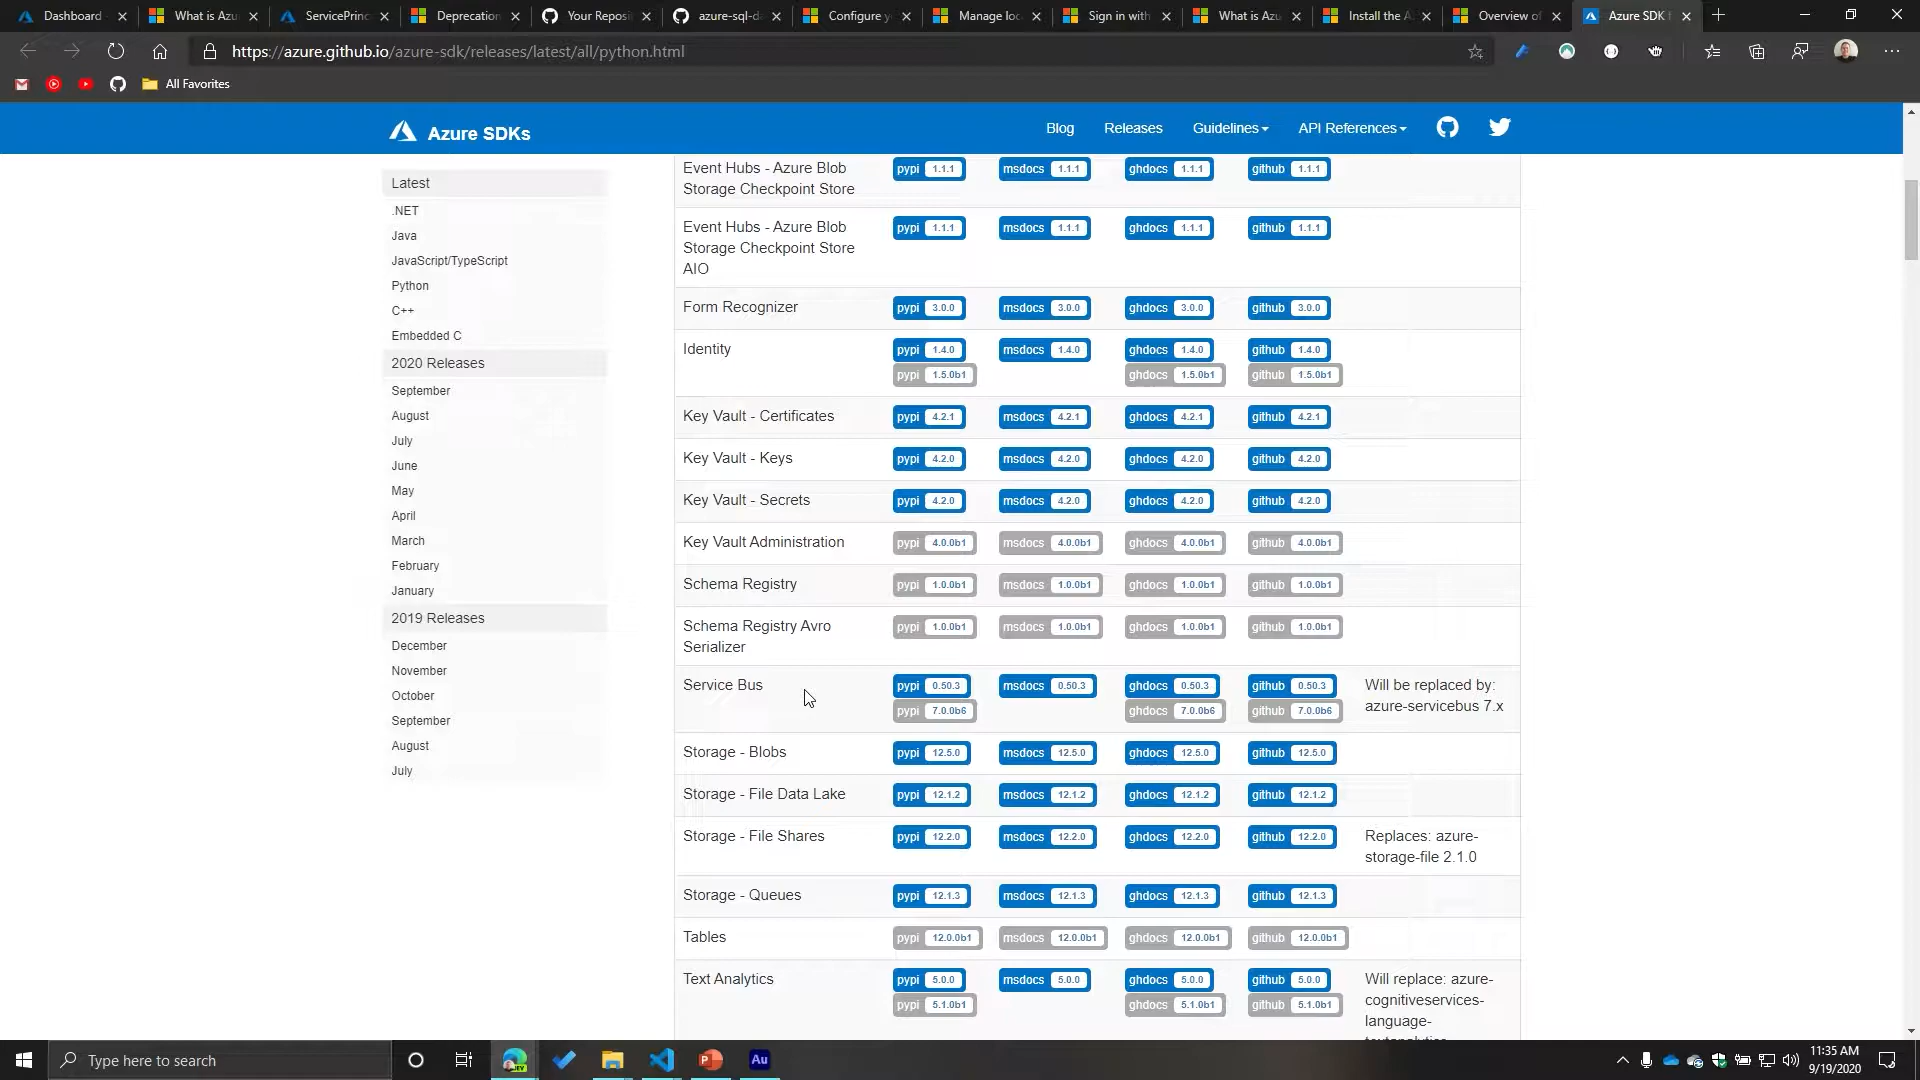 Dashboard -
What is Azu
ServicePrinc
Deprecation
Your Reposi
azure-sql-da
Configure y
Manage loc
Sign in with
What is Azu
Install the A
Overview of
Azure SDK f
https://azure.github.io/azure-sdk/releases/latest/all/python.html
All Favorites
Azure SDKs
Blog
Releases
Guidelines
API References
Latest
.NET
Java
JavaScript/TypeScript
Python
C++
Embedded C
2020 Releases
September
August
July
June
May
April
March
February
January
2019 Releases
December
November
October
September
August
July
Event Hubs - Azure Blob
Storage Checkpoint Store
pypi 1.1.1 msdocs 1.1.1 ghdocs 1.1.1 github 1.1.1
Event Hubs - Azure Blob
Storage Checkpoint Store
AIO
pypi 1.1.1 msdocs 1.1.1 ghdocs 1.1.1 github 1.1.1
Form Recognizer pypi 3.0.0 msdocs 3.0.0 ghdocs 3.0.0 github 3.0.0
Identity pypi 1.4.0 msdocs 1.4.0 ghdocs 1.4.0 github 1.4.0
pypi 1.5.0b1 ghdocs 1.5.0b1 github 1.5.0b1
Key Vault - Certificates pypi 4.2.1 msdocs 4.2.1 ghdocs 4.2.1 github 4.2.1
Key Vault - Keys pypi 4.2.0 msdocs 4.2.0 ghdocs 4.2.0 github 4.2.0
Key Vault - Secrets pypi 4.2.0 msdocs 4.2.0 ghdocs 4.2.0 github 4.2.0
Key Vault Administration pypi 4.0.0b1 msdocs 4.0.0b1 ghdocs 4.0.0b1 github 4.0.0b1
Schema Registry pypi 1.0.0b1 msdocs 1.0.0b1 ghdocs 1.0.0b1 github 1.0.0b1
Schema Registry Avro
Serializer
pypi 1.0.0b1 msdocs 1.0.0b1 ghdocs 1.0.0b1 github 1.0.0b1
Service Bus pypi 0.50.3 msdocs 0.50.3 ghdocs 0.50.3 github 0.50.3 Will be replaced by:
pypi 7.0.0b6 ghdocs 7.0.0b6 github 7.0.0b6 azure-servicebus 7.x
Storage - Blobs pypi 12.5.0 msdocs 12.5.0 ghdocs 12.5.0 github 12.5.0
Storage - File Data Lake pypi 12.1.2 msdocs 12.1.2 ghdocs 12.1.2 github 12.1.2
Storage - File Shares pypi 12.2.0 msdocs 12.2.0 ghdocs 12.2.0 github 12.2.0 Replaces: azure-
storage-file 2.1.0
Storage - Queues pypi 12.1.3 msdocs 12.1.3 ghdocs 12.1.3 github 12.1.3
Tables pypi 12.0.0b1 msdocs 12.0.0b1 ghdocs 12.0.0b1 github 12.0.0b1
Text Analytics pypi 5.0.0 msdocs 5.0.0 ghdocs 5.0.0 github 5.0.0 Will replace: azure-
pypi 5.1.0b1 ghdocs 5.1.0b1 github 5.1.0b1 cognitiveservices-
language-
textanalytics
Type here to search
Au
11:35 AM
9/19/2020